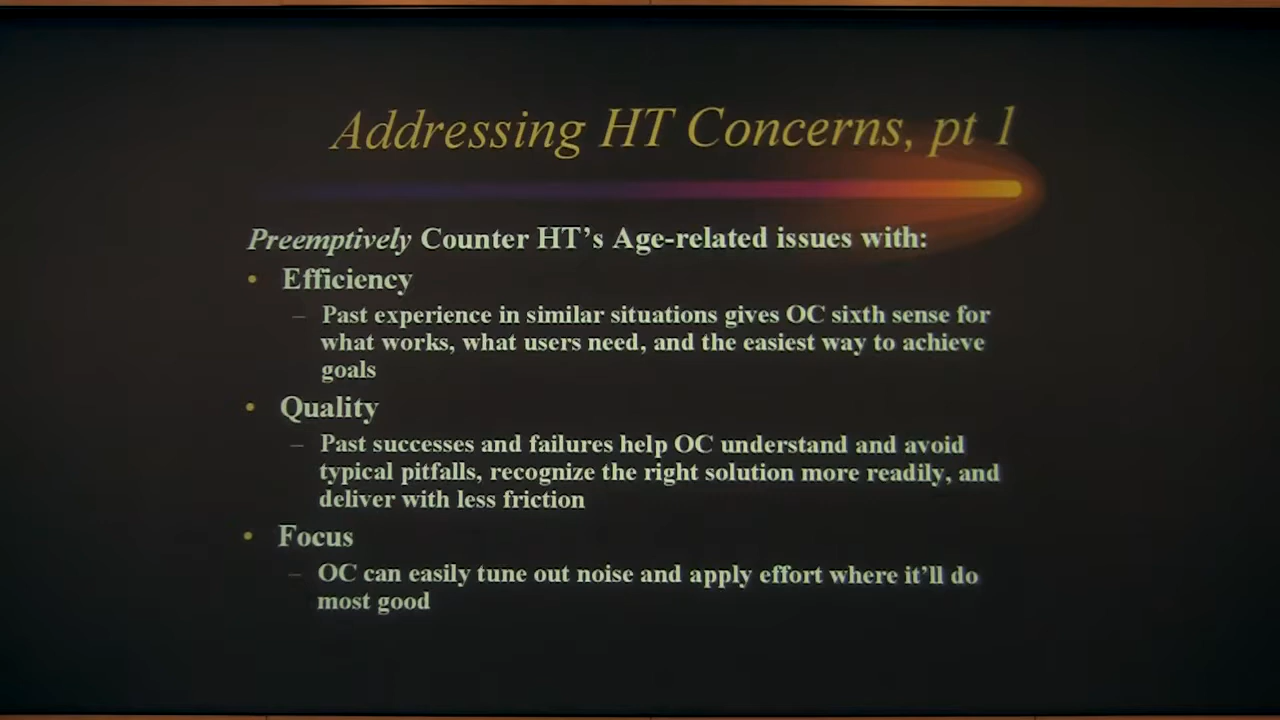 Addressing HT Concerns, pt 1
Preemptively Counter HT's Age-related issues with:
• Efficiency
– Past experience in similar situations gives OC sixth sense for
what works, what users need, and the easiest way to achieve
goals
• Quality
– Past successes and failures help OC understand and avoid
typical pitfalls, recognize the right solution more readily, and
deliver with less friction
• Focus
– OC can easily tune out noise and apply effort where it'll do
most good